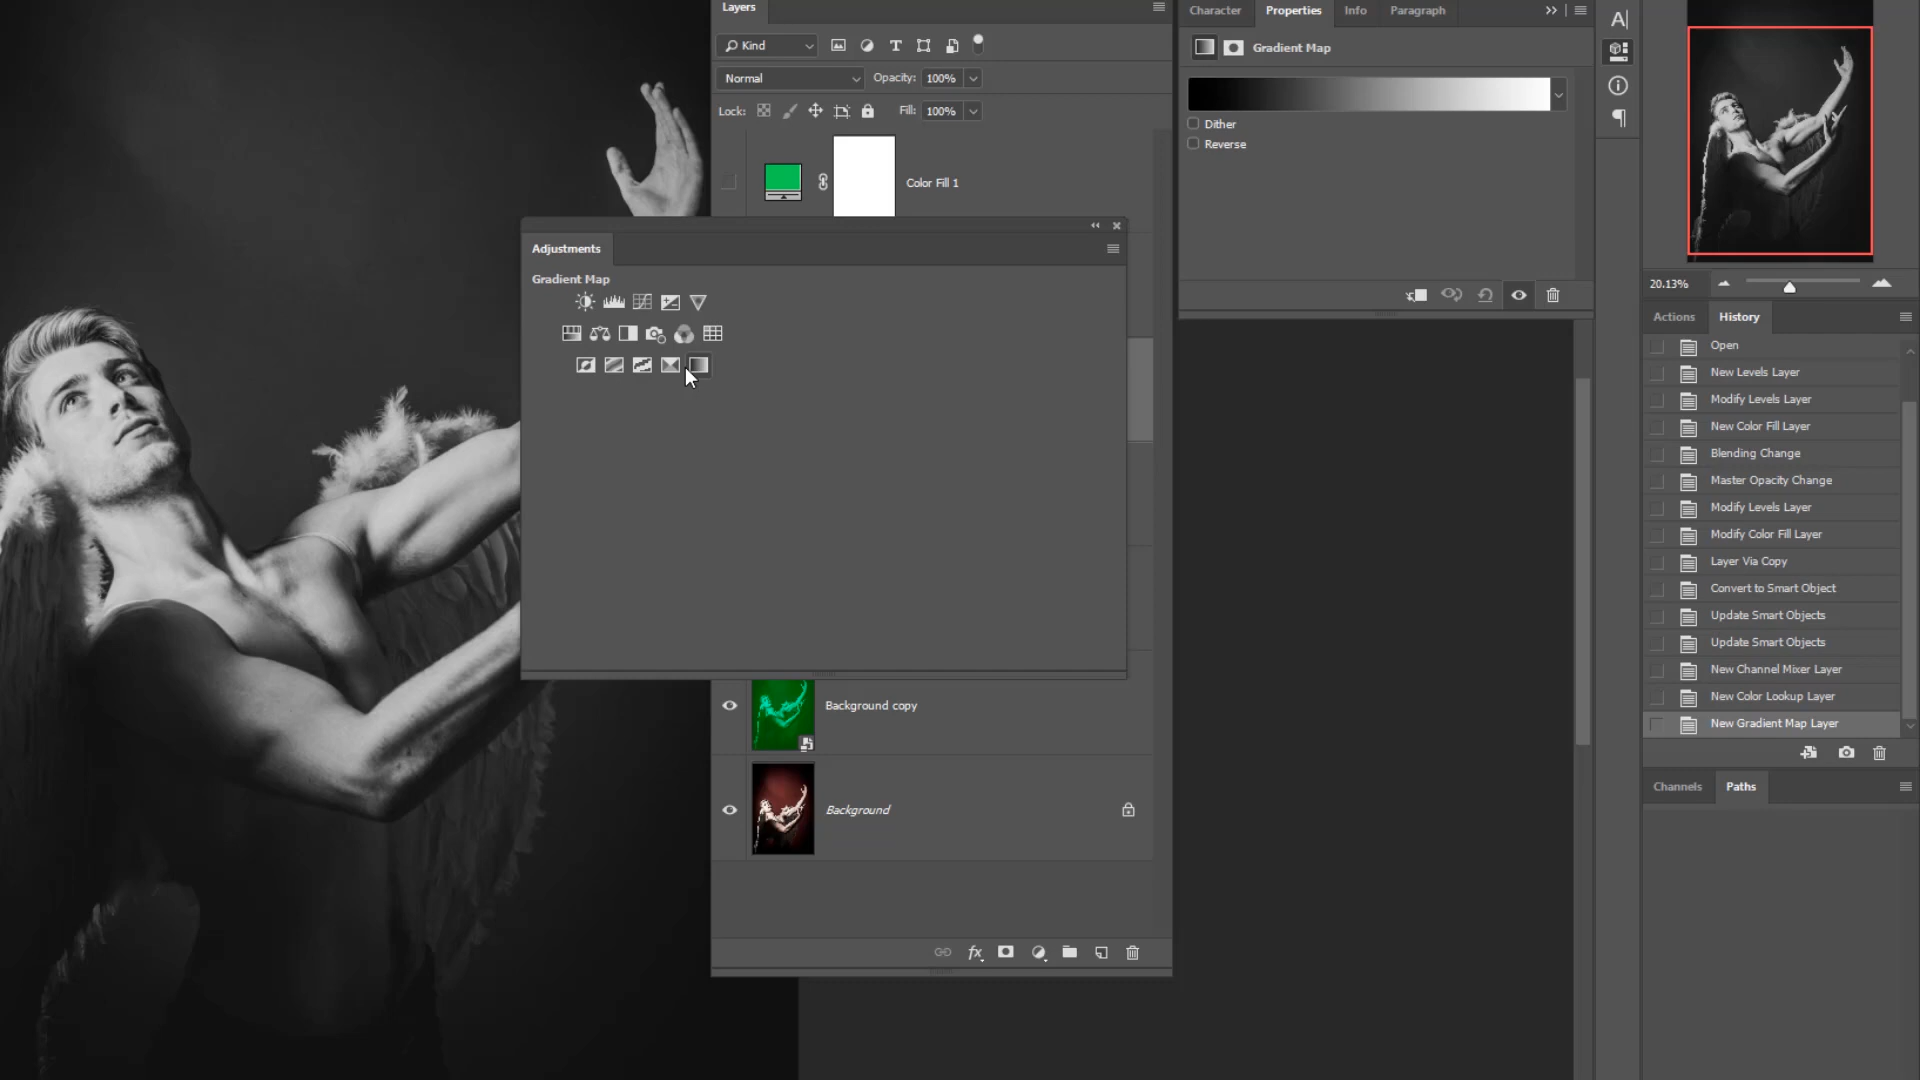 Layers
Kind
T
Normal
Opacity: 100%
Lock:
Fill: 100%
Color Fill 1
Adjustments
Gradient Map
Background copy
Background
fx
Character
Properties
Info
Paragraph
Gradient Map
Dither
Reverse
A
20.13%
Actions
History
Open
New Levels Layer
Modify Levels Layer
New Color Fill Layer
Blending Change
Master Opacity Change
Modify Levels Layer
Modify Color Fill Layer
Layer Via Copy
Convert to Smart Object
Update Smart Objects
Update Smart Objects
New Channel Mixer Layer
New Color Lookup Layer
New Gradient Map Layer
Channels
Paths